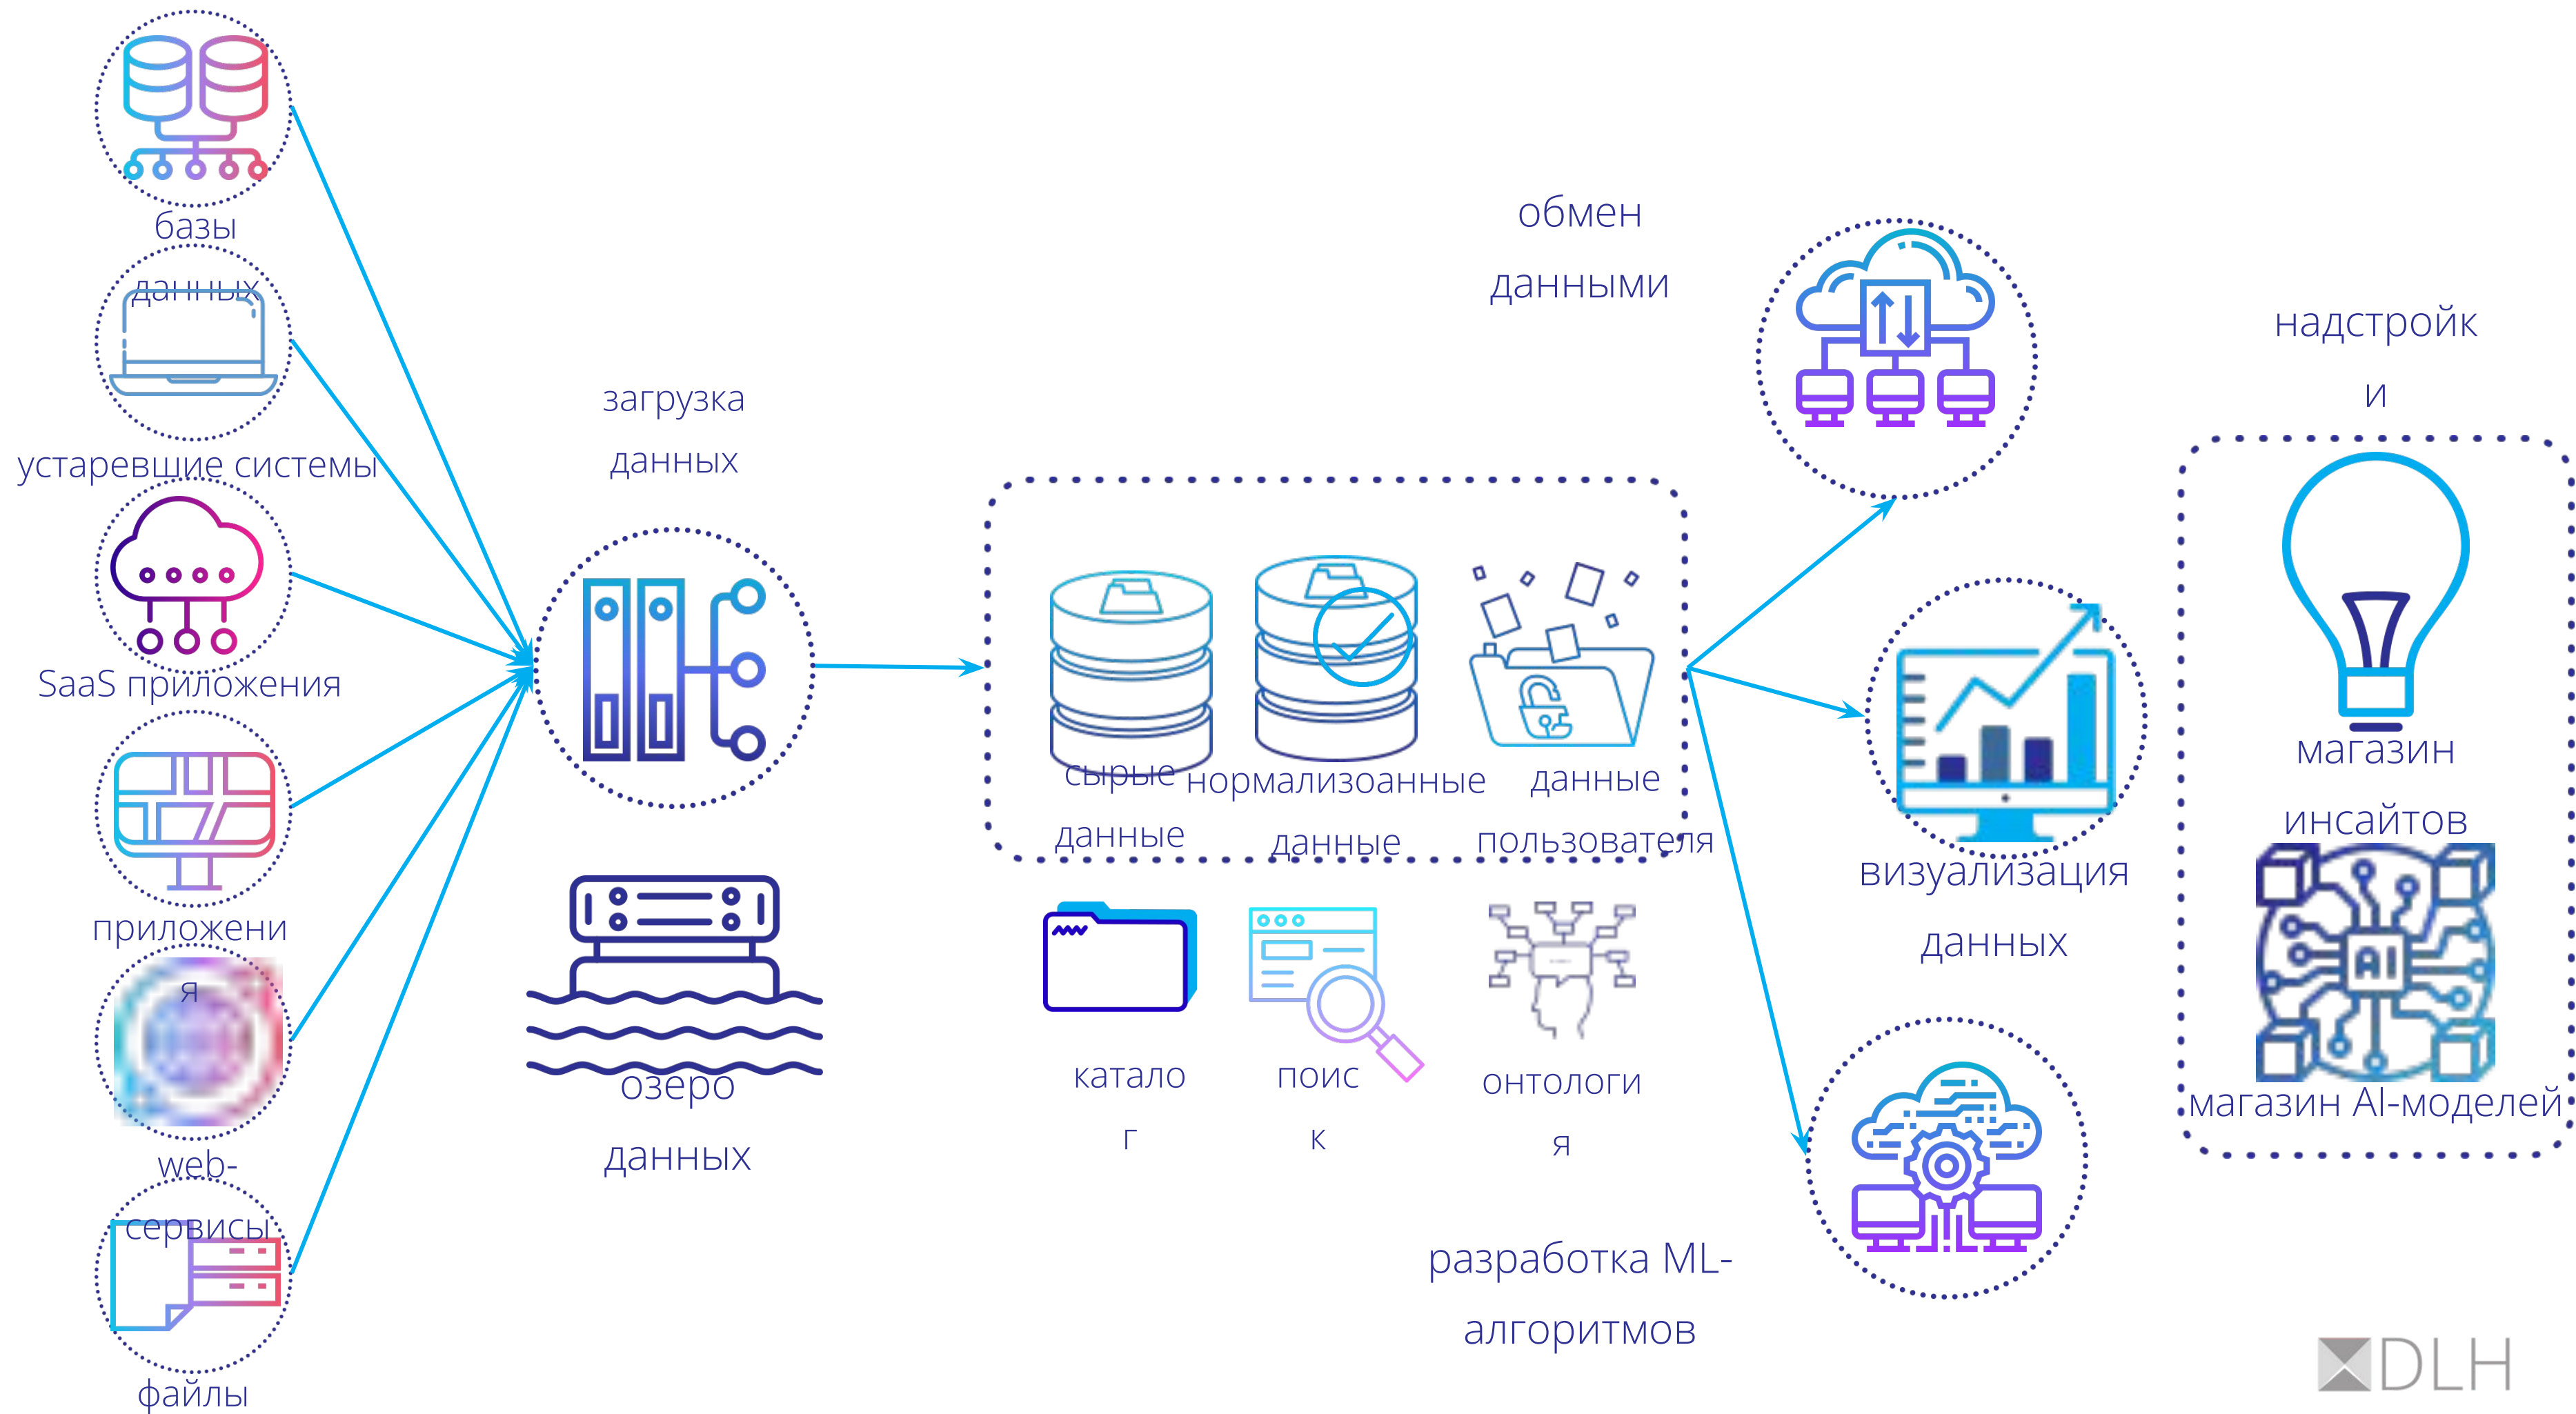 базы
данных
устаревшие системы
SaaS приложения
приложени
я
web-
сервисы
файлы
загрузка
данных
озеро
данных
сырые
данные
нормализоанные
данные
данные
пользователя
катало
г
поис
к
онтологи
я
обмен
данными
визуализация
данных
разработка ML-
алгоритмов
надстройк
и
магазин
инсайтов
AI
магазин AI-моделей
DLH